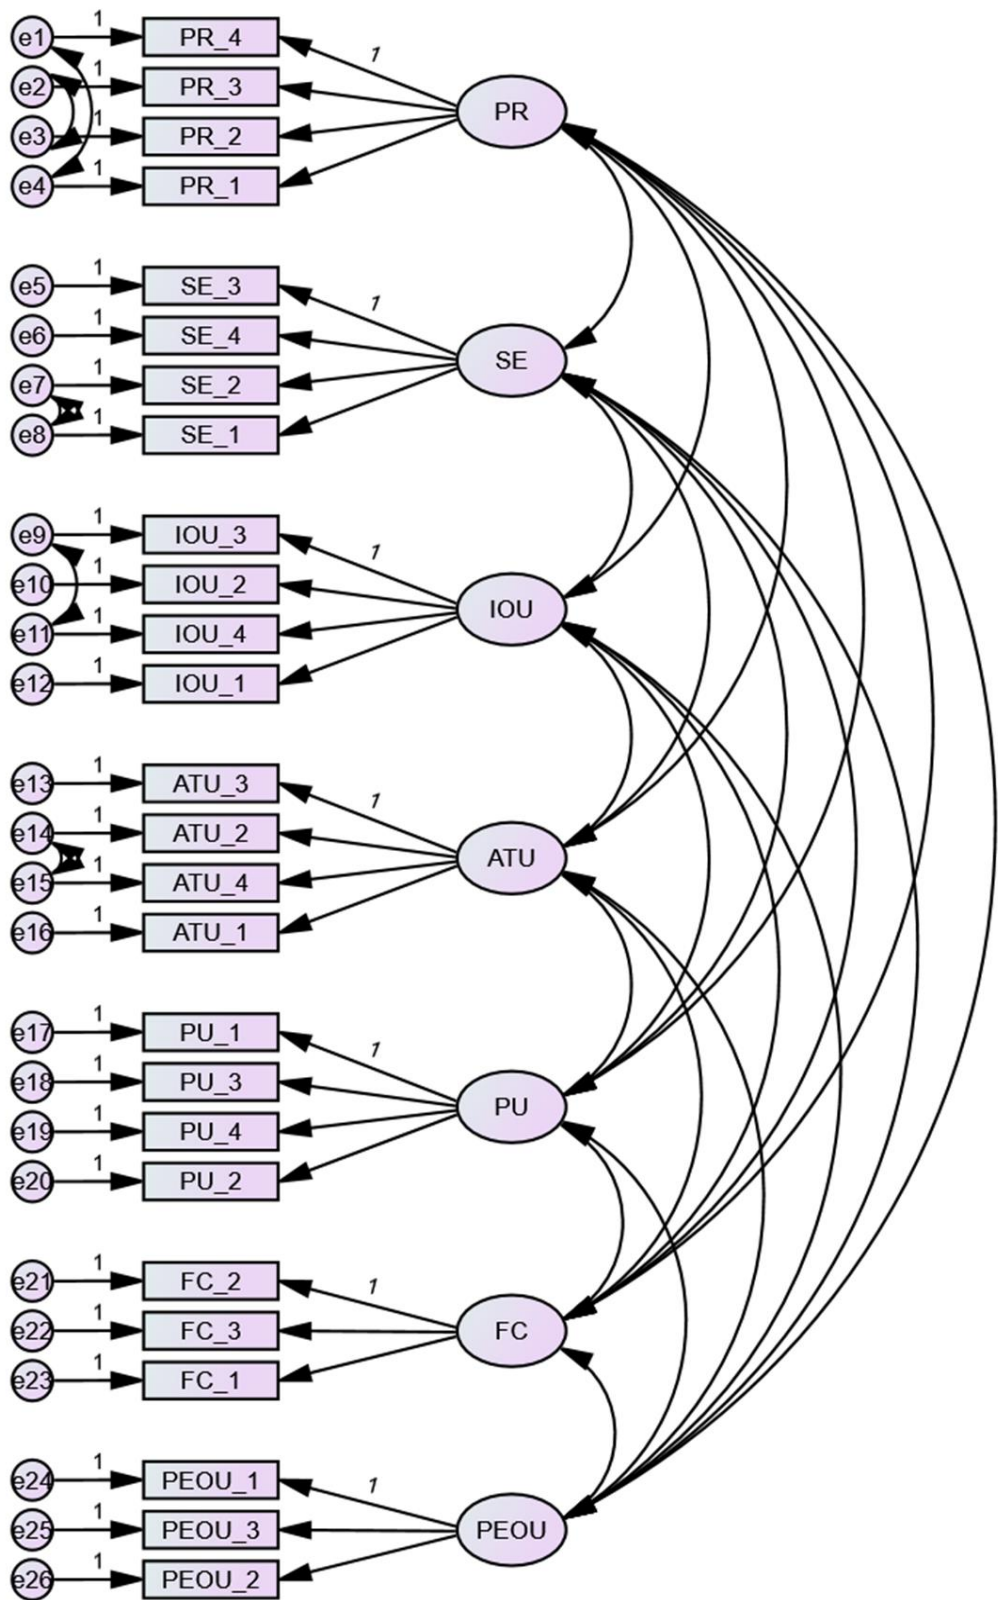 e1 1 PR_4 1
e2 1 PR_3
PR
e3 1 PR_2
e4 1 PR_1
e5 1 SE_3 1
e6 1 SE_4
SE
e7 1 SE_2
e8 1 SE_1
e9 1 IOU_3 1
e10 1 IOU_2
IOU
e11 1 IOU_4
e12 1 IOU_1
e13 1 ATU_3 1
e14 1 ATU_2
ATU
e15 1 ATU_4
e16 1 ATU_1
e17 1 PU_1 1
e18 1 PU_3
PU
e19 1 PU_4
e20 1 PU_2
e21 1 FC_2 1
e22 1 FC_3 FC
e23 1 FC_1
e24 1 PEOU_1 1
e25 1 PEOU_3 PEOU
e26 1 PEOU_2